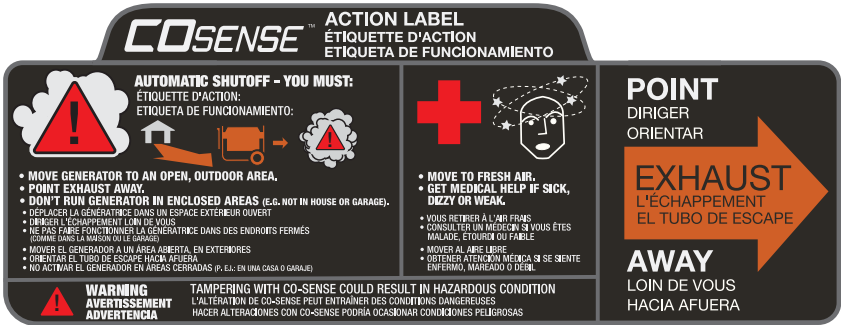 COSENSE™
ACTION LABEL
ÉTIQUETTE D'ACTION
ETIQUETA DE FUNCIONAMIENTO
AUTOMATIC SHUTOFF - YOU MUST:
ÉTIQUETTE D'ACTION:
ETIQUETA DE FUNCIONAMIENTO:
• MOVE GENERATOR TO AN OPEN, OUTDOOR AREA.
• POINT EXHAUST AWAY.
• DON'T RUN GENERATOR IN ENCLOSED AREAS (E.G. NOT IN HOUSE OR GARAGE).
• DÉPLACER LA GÉNÉRATRICE DANS UN ESPACE EXTÉRIEUR OUVERT
• DIRIGER L'ÉCHAPPEMENT LOIN DE VOUS
• NE PAS FAIRE FONCTIONNER LA GÉNÉRATRICE DANS DES ENDROITS FERMÉS
(COMME DANS LA MAISON OU LE GARAGE)
• MOVER EL GENERADOR A UN ÁREA ABIERTA, EN EXTERIORES
• ORIENTAR EL TUBO DE ESCAPE HACIA AFUERA
• NO ACTIVAR EL GENERADOR EN ÁREAS CERRADAS (P. EJ.: EN UNA CASA O GARAJE)
• MOVE TO FRESH AIR.
• GET MEDICAL HELP IF SICK,
DIZZY OR WEAK.
• VOUS RETIRER À L'AIR FRAIS
• CONSULTER UN MÉDECIN SI VOUS ÊTES
MALADE, ÉTOURDI OU FAIBLE
• MOVER AL AIRE LIBRE
• OBTENER ATENCIÓN MÉDICA SI SE SIENTE
ENFERMO, MAREADO O DÉBIL
POINT
DIRIGER
ORIENTAR
EXHAUST
L'ÉCHAPPEMENT
EL TUBO DE ESCAPE
AWAY
LOIN DE VOUS
HACIA AFUERA
WARNING
AVERTISSEMENT
ADVERTENCIA
TAMPERING WITH CO-SENSE COULD RESULT IN HAZARDOUS CONDITION
L'ALTÉRATION DE CO-SENSE PEUT ENTRAÎNER DES CONDITIONS DANGEREUSES
HACER ALTERACIONES CON CO-SENSE PODRÍA OCASIONAR CONDICIONES PELIGROSAS